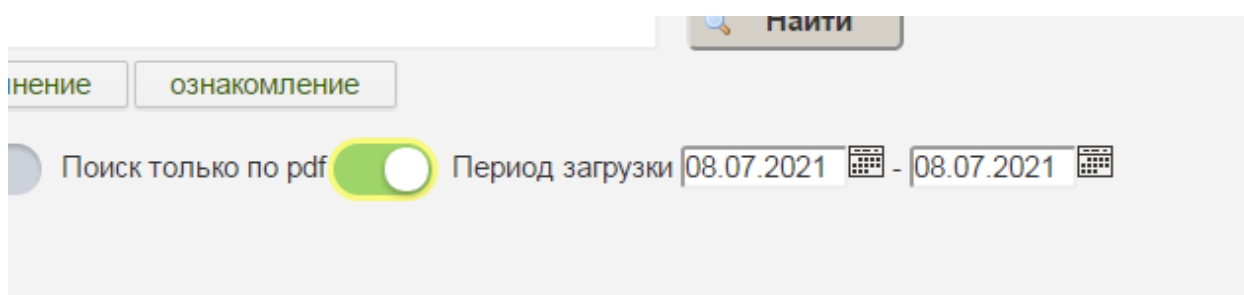 Найти
нение ознакомление
Поиск только по pdf Период загрузки 08.07.2021 - 08.07.2021